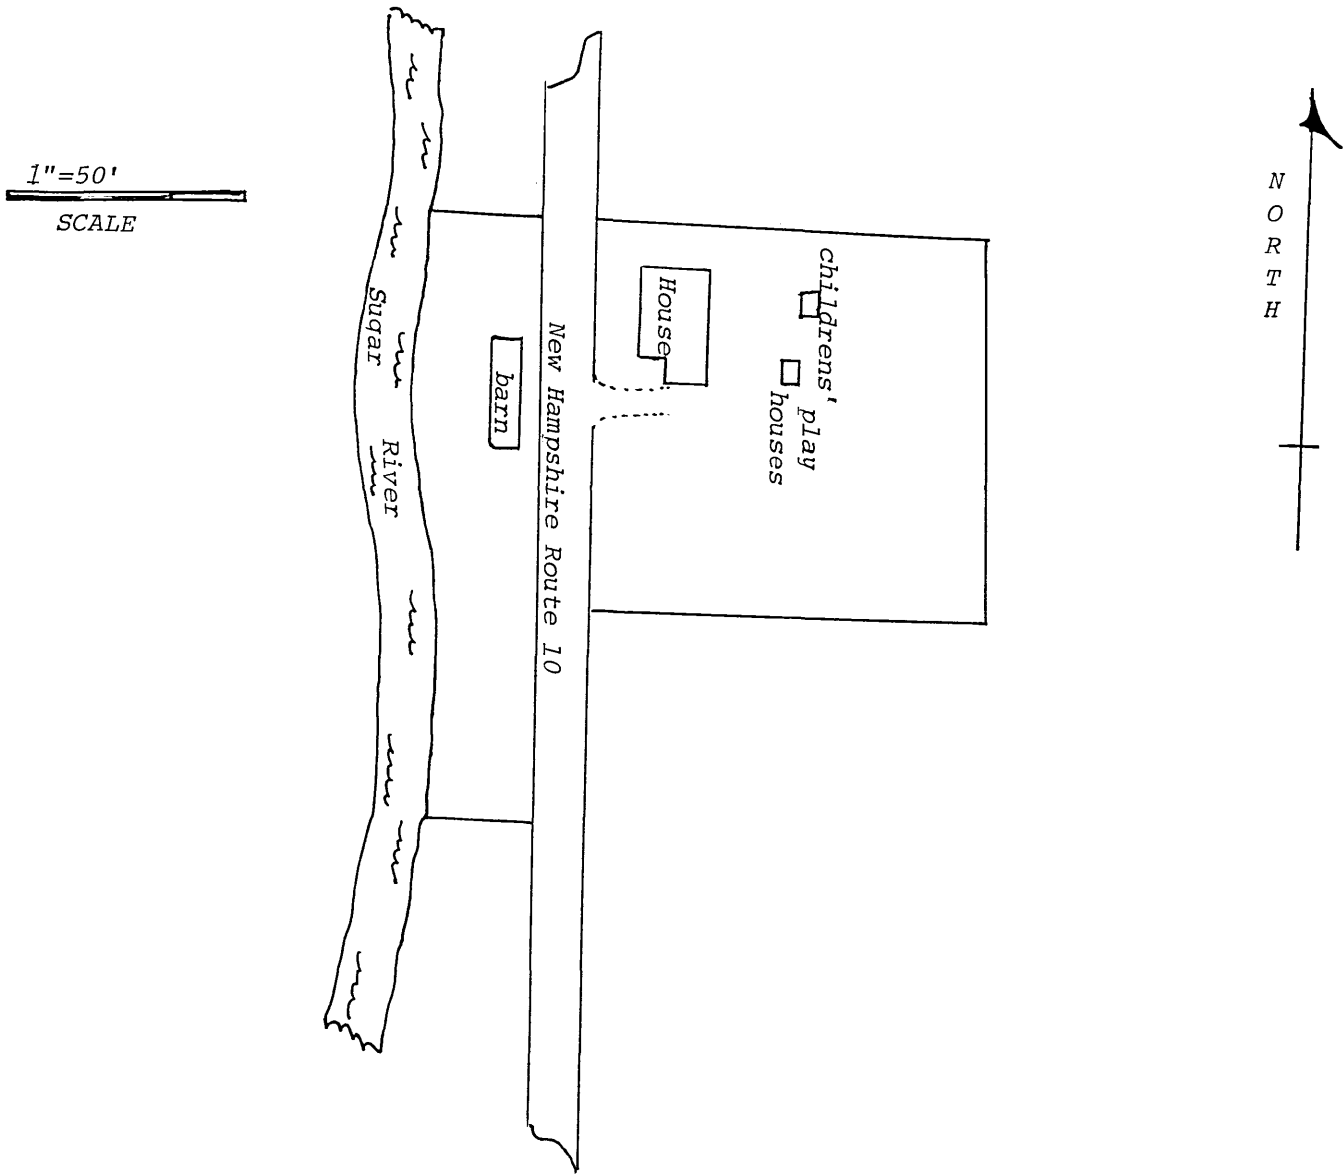 1"=50'
SCALE
N
O
R
T
H
childrens' play
houses
House
New Hampshire Route 10
barn
Sugar River